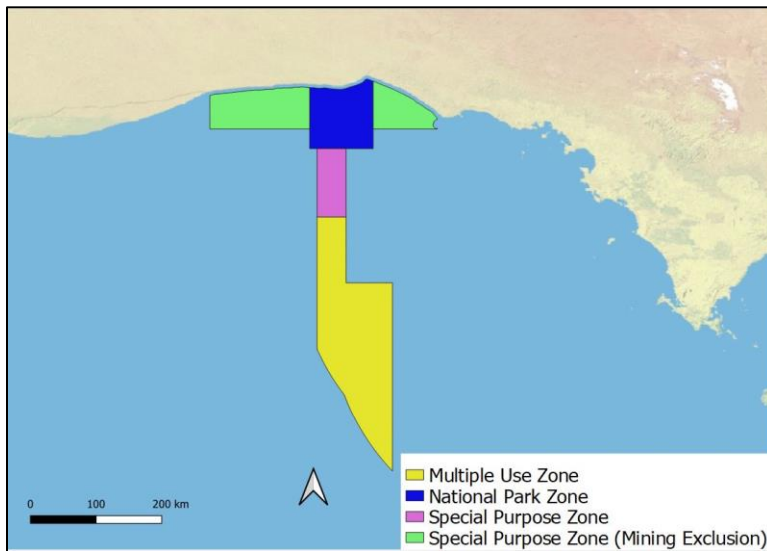 Multiple Use Zone
National Park Zone
Special Purpose Zone
Special Purpose Zone (Mining Exclusion)
0 100 200 km